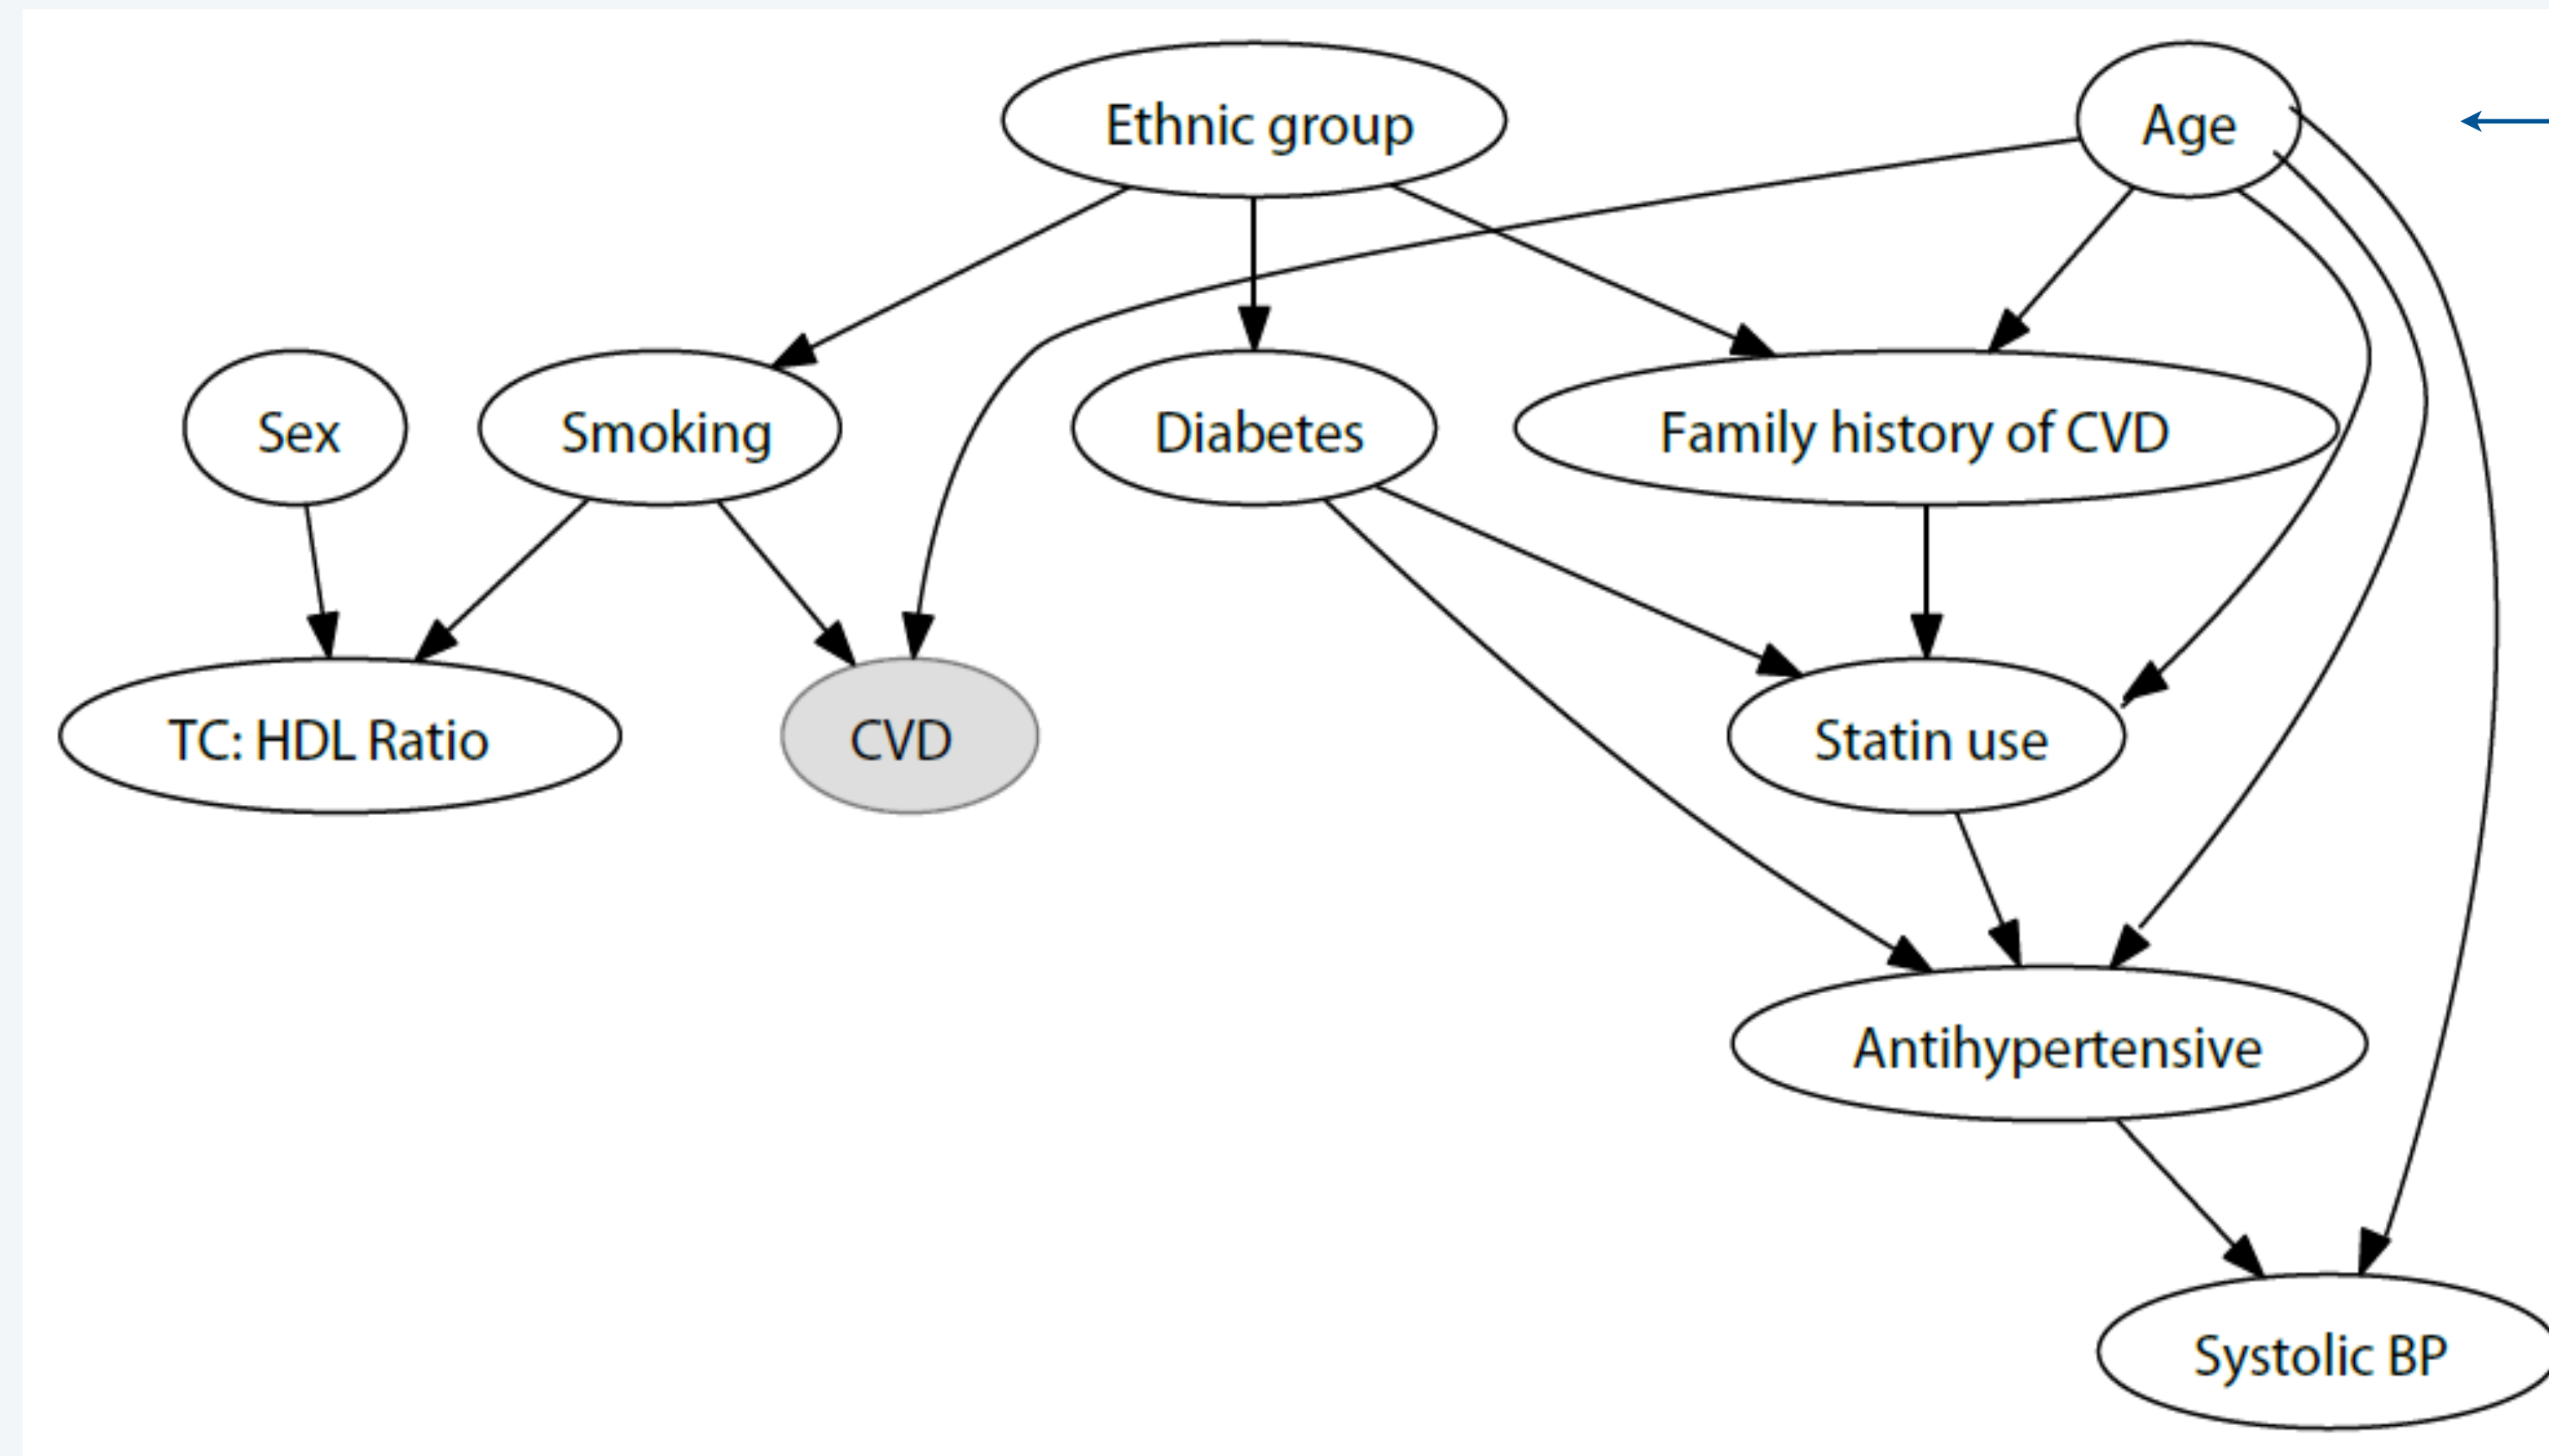 Ethnic group
Age
Sex
Smoking
Diabetes
Family history of CVD
TC: HDL Ratio
CVD
Statin use
Antihypertensive
Systolic BP